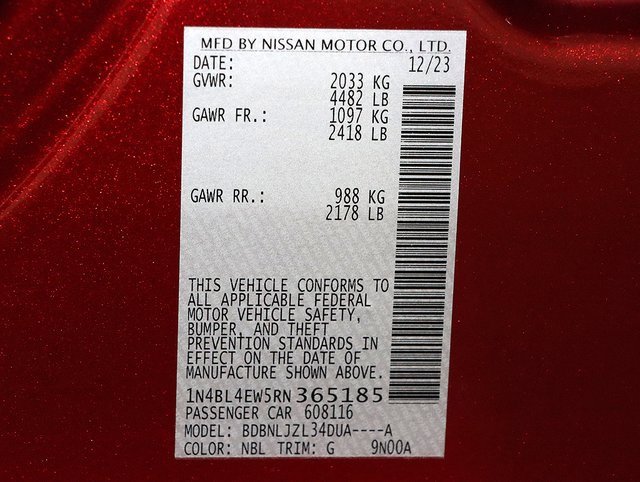 MFD BY NISSAN MOTOR CO., LTD.
DATE: 12/23
GVWR: 2033 KG
4482 LB
GAWR FR.: 1097 KG
2418 LB
GAWR RR.: 988 KG
2178 LB
THIS VEHICLE CONFORMS TO
ALL APPLICABLE FEDERAL
MOTOR VEHICLE SAFETY,
BUMPER, AND THEFT
PREVENTION STANDARDS IN
EFFECT ON THE DATE OF
MANUFACTURE SHOWN ABOVE.
1N4BL4EW5RN365185
PASSENGER CAR 608116
MODEL: BDBNLJZL34DUA----A
COLOR: NBL TRIM: G 9N00A